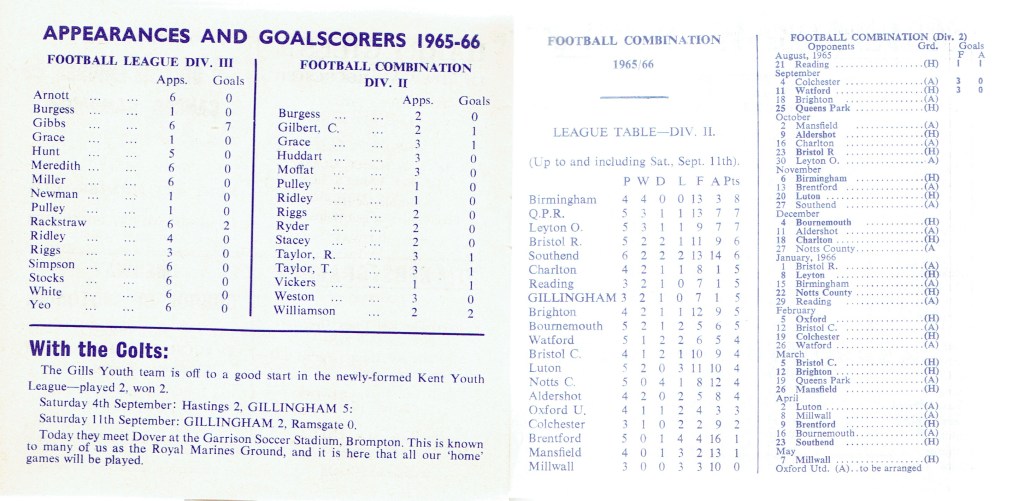 APPEARANCES AND GOALSCORERS 1965-66
FOOTBALL LEAGUE DIV. III
Apps. Goals
Arnott ... ... 6 0
Burgess ... ... 1 0
Gibbs ... ... 6 7
Grace ... ... 1 0
Hunt ... ... 5 0
Meredith ... ... 6 0
Miller ... ... 6 0
Newman ... ... 1 0
Pulley ... ... 1 0
Rackstraw ... 6 2
Ridley ... ... 4 0
Riggs ... ... 3 0
Simpson ... ... 6 0
Stocks ... ... 6 0
White ... ... 6 0
Yeo ... ... 6 0
FOOTBALL COMBINATION
DIV. II
Apps. Goals
Burgess ... ... 2 0
Gilbert, C. ... 2 1
Grace ... ... 3 1
Huddart ... ... 3 0
Moffat ... ... 3 0
Pulley ... ... 1 0
Ridley ... ... 1 0
Riggs ... ... 2 0
Ryder ... ... 2 0
Stacey ... ... 2 0
Taylor, R. ... 3 1
Taylor, T. ... 3 1
Vickers ... ... 1 1
Weston ... ... 3 0
Williamson ... 2 2
With the Colts:
The Gills Youth team is off to a good start in the newly-formed Kent Youth
League—played 2, won 2.
Saturday 4th September: Hastings 2, GILLINGHAM 5:
Saturday 11th September: GILLINGHAM 2, Ramsgate 0.
Today they meet Dover at the Garrison Soccer Stadium, Brompton. This is known
to many of us as the Royal Marines Ground, and it is here that all our 'home'
games will be played.
FOOTBALL COMBINATION
1965/66
LEAGUE TABLE—DIV. II.
(Up to and including Sat., Sept. 11th).
P W D L F A Pts
Birmingham 4 4 0 0 13 3 8
Q.P.R. 5 3 1 1 13 7 7
Leyton O. 5 3 1 1 9 7 7
Bristol R. 5 2 2 1 11 9 6
Southend 6 2 2 2 13 14 6
Charlton 4 2 1 1 8 1 5
Reading 3 2 1 0 7 1 5
GILLINGHAM 3 2 1 0 7 1 5
Brighton 4 2 1 1 12 9 5
Bournemouth 5 2 1 2 5 6 5
Watford 5 1 2 2 6 5 4
Bristol C. 4 1 2 1 10 9 4
Luton 5 2 0 3 11 10 4
Notts C. 5 0 4 1 8 12 4
Aldershot 4 2 0 2 5 8 4
Oxford U. 4 1 1 2 4 3 3
Colchester 3 1 0 2 2 9 2
Brentford 5 0 1 4 4 16 1
Mansfield 4 0 1 3 2 13 1
Millwall 3 0 0 3 3 10 0
FOOTBALL COMBINATION (Div. 2)
Opponents Grd. Goals
August, 1965 F A
21 Reading (H) 1 1
September
4 Colchester (A) 3 0
11 Watford (H) 3 0
18 Brighton (A)
25 Queens Park (H)
October
2 Mansfield (A)
9 Aldershot (H)
16 Charlton (A)
23 Bristol R (H)
30 Leyton O. A)
November
6 Birmingham (H)
13 Brentford (A)
20 Luton (H)
27 Southend (A)
December
4 Bournemouth (H)
11 Aldershot (A)
18 Charlton (H)
27 Notts County (A
January, 1966
1 Bristol R. (A)
8 Leyton (H)
15 Birmingham (A)
22 Notts County (H)
29 Reading (A)
February
5 Oxford (H)
12 Bristol C. (A)
19 Colchester (H)
26 Watford (A)
March
5 Bristol C. (H)
12 Brighton (H)
19 Queens Park (A)
26 Mansfield (H)
April
2 Luton (A)
8 Millwall (A)
9 Brentford (H)
16 Bournemouth (A)
23 Southend (H)
May
7 Millwall (H)
Oxford Utd. (A)..to be arranged